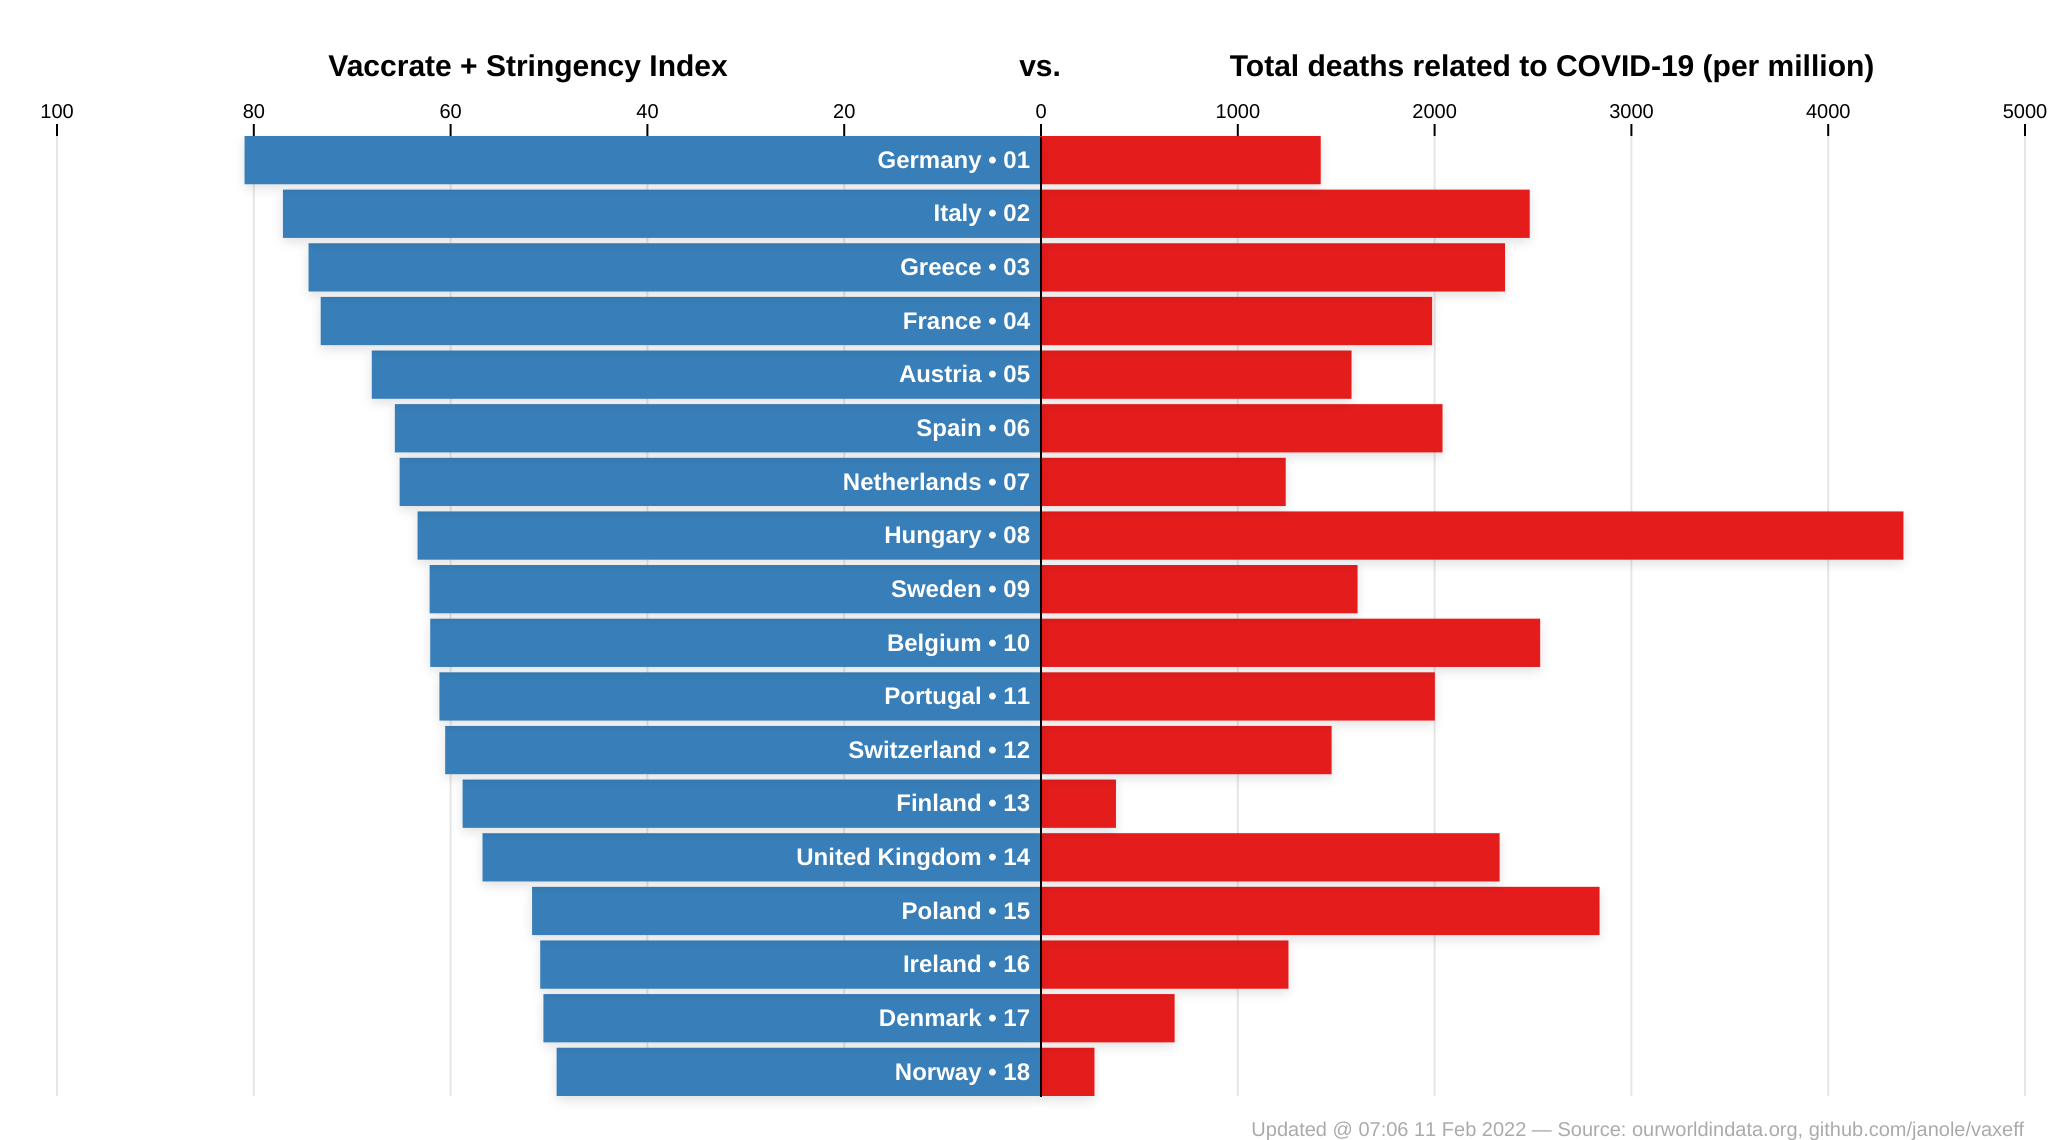 Vaccrate + Stringency Index vs. Total deaths related to COVID-19 (per million)
100 80 60 40 20 0 1000 2000 3000 4000 5000
Germany • 01
Italy • 02
Greece • 03
France • 04
Austria • 05
Spain • 06
Netherlands • 07
Hungary • 08
Sweden • 09
Belgium • 10
Portugal • 11
Switzerland • 12
Finland • 13
United Kingdom • 14
Poland • 15
Ireland • 16
Denmark • 17
Norway • 18
Updated @ 07:06 11 Feb 2022 — Source: ourworldindata.org, github.com/janole/vaxeff